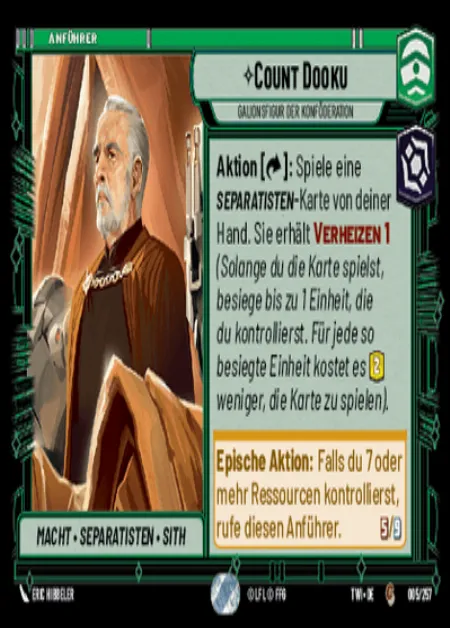 ANFÜHRER
COUNT DOOKU
GALIONSFIGUR DER KONFÖDERATION
Aktion [ ]: Spiele eine
SEPARATISTEN-Karte von deiner
Hand. Sie erhält VERHEIZEN 1
(Solange du die Karte spielst,
besiege bis zu 1 Einheit, die
du kontrollierst. Für jede so
besiegte Einheit kostet es 2
weniger, die Karte zu spielen).
Epische Aktion: Falls du 7 oder
mehr Ressourcen kontrollierst,
rufe diesen Anführer. 5/9
MACHT • SEPARATISTEN • SITH
ERIC HIBBELER
© LFL © FFG
TWI • DE
C
005/257